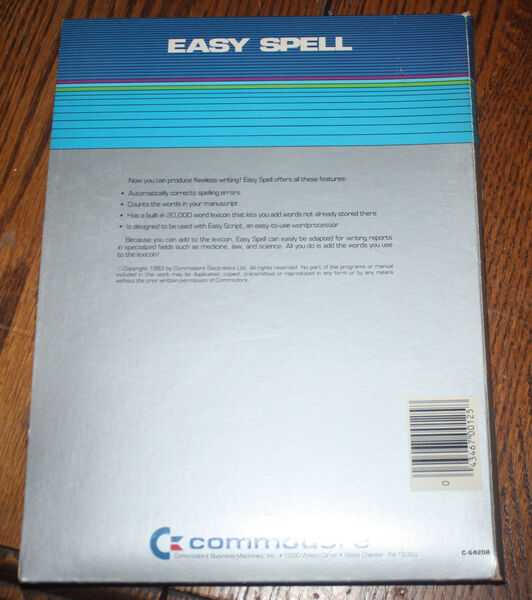 EASY SPELL
Now you can produce flawless writing! Easy Spell offers all these features:
• Automatically corrects spelling errors
• Counts the words in your manuscript
• Has a built-in 20,000 word lexicon that lets you add words not already stored there
• Is designed to be used with Easy Script, an easy-to-use wordprocessor
Because you can add to the lexicon, Easy Spell can easily be adapted for writing reports
in specialized fields such as medicine, law, and science. All you do is add the words you use
to the lexicon!
© Copyright 1983 by Commodore Electronics Ltd. All rights reserved. No part of the programs or manual
included in this work may be duplicated, copied, transmitted or reproduced in any form or by any means
without the prior written permission of Commodore.
0 43467 00125
commodore
Commodore Business Machines, Inc. • 1200 Wilson Drive • West Chester, PA 19380
C-64208